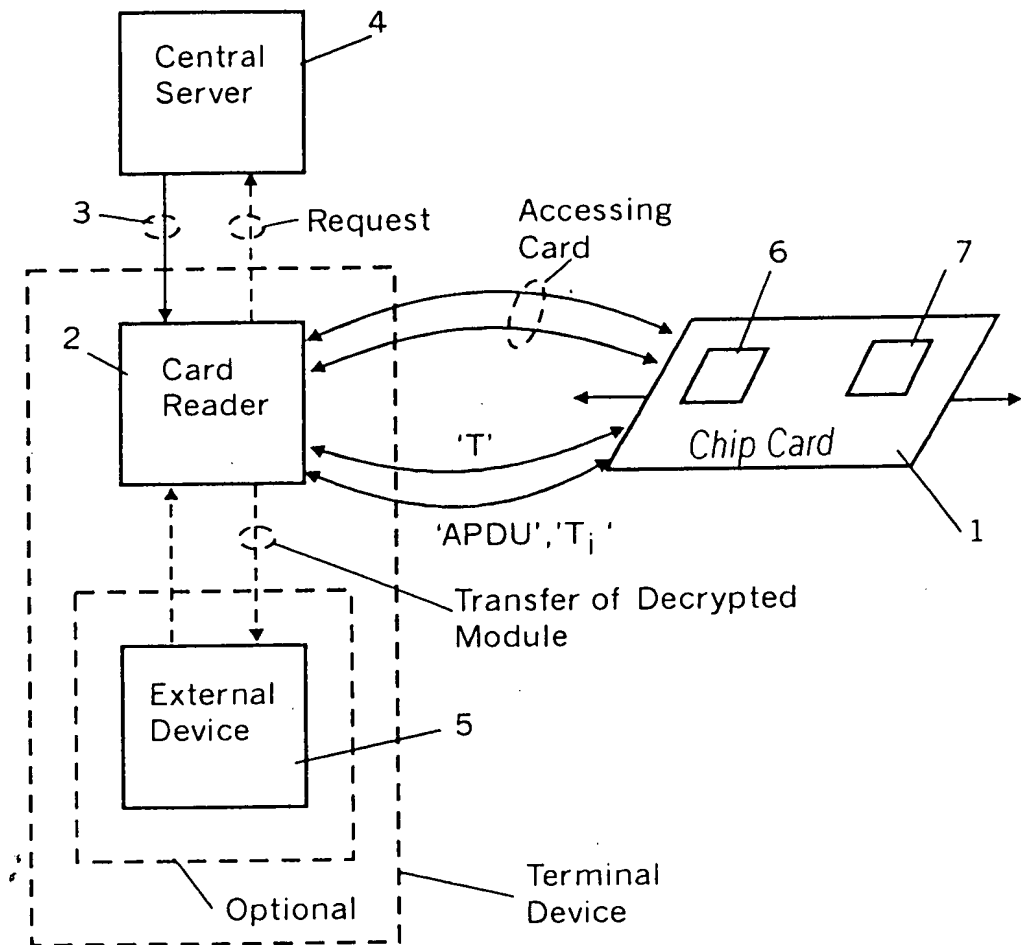 4
Central
Server
3
Request
Accessing
Card
6
7
2
Card
Reader
'T'
Chip Card
'APDU','Ti'
1
Transfer of Decrypted
Module
External
Device
5
Optional
Terminal
Device